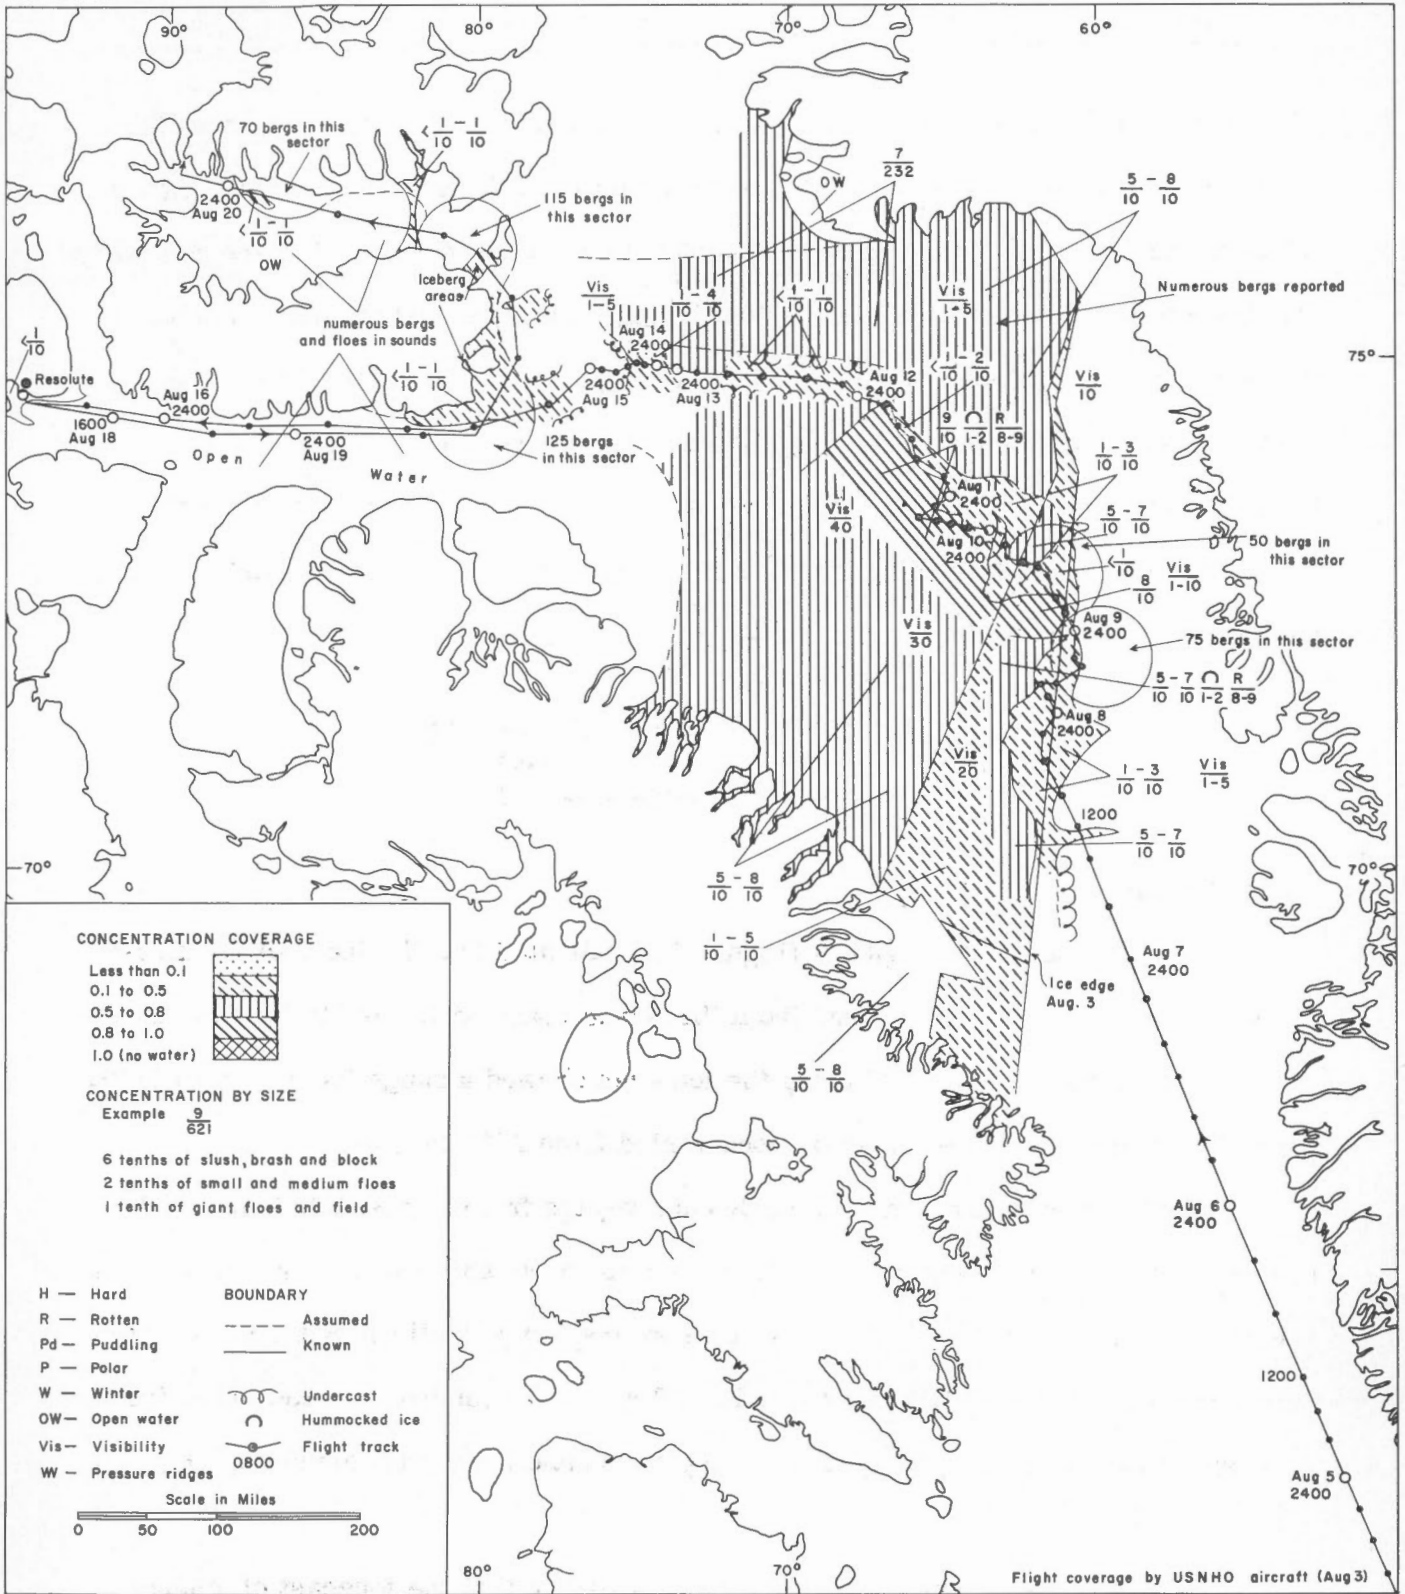 90°
80°
70°
60°
70 bergs in this
sector
<1/10 - 1/10
7/232
OW
5/10 - 8/10
2400
Aug 20
<1/10 - 1/10
115 bergs in
this sector
OW
Iceberg
areas
Vis
1-5
1/10 - 4/10
<1/10 - 1/10
Vis
1-5
Numerous bergs reported
numerous bergs
and floes in sounds
Aug 14
2400
<1/10
75°
Resolute
<1/10 - 1/10
<1/10 - 2/10
Aug 12
2400
Vis
10
Aug 16
2400
2400
Aug 15
2400
Aug 13
1600
Aug 18
2400
Aug 19
Open
Water
125 bergs
in this sector
9/10 ∩/1-2 R/8-9
1/10 - 3/10
Aug 11
2400
Vis
40
5/10 - 7/10
Aug 10
2400
50 bergs in
this sector
<1/10
Vis
1-10
8/10
Vis
30
Aug 9
2400
75 bergs in this sector
5/10 - 7/10 ∩/1-2 R/8-9
Aug 8
2400
Vis
20
1/10 - 3/10
Vis
1-5
1200
5/10 - 7/10
70°
70°
5/10 - 8/10
1/10 - 5/10
Aug 7
2400
Ice edge
Aug. 3
5/10 - 8/10
Aug 6
2400
1200
Aug 5
2400
CONCENTRATION COVERAGE
Less than 0.1
0.1 to 0.5
0.5 to 0.8
0.8 to 1.0
1.0 (no water)
CONCENTRATION BY SIZE
Example 9/621
6 tenths of slush, brash and block
2 tenths of small and medium floes
1 tenth of giant floes and field
H — Hard
R — Rotten
Pd — Puddling
P — Polar
W — Winter
OW — Open water
Vis — Visibility
VV — Pressure ridges
BOUNDARY
Assumed
Known
Undercast
Hummocked ice
Flight track
0800
Scale in Miles
0 50 100 200
80°
70°
Flight coverage by USNHO aircraft (Aug 3)